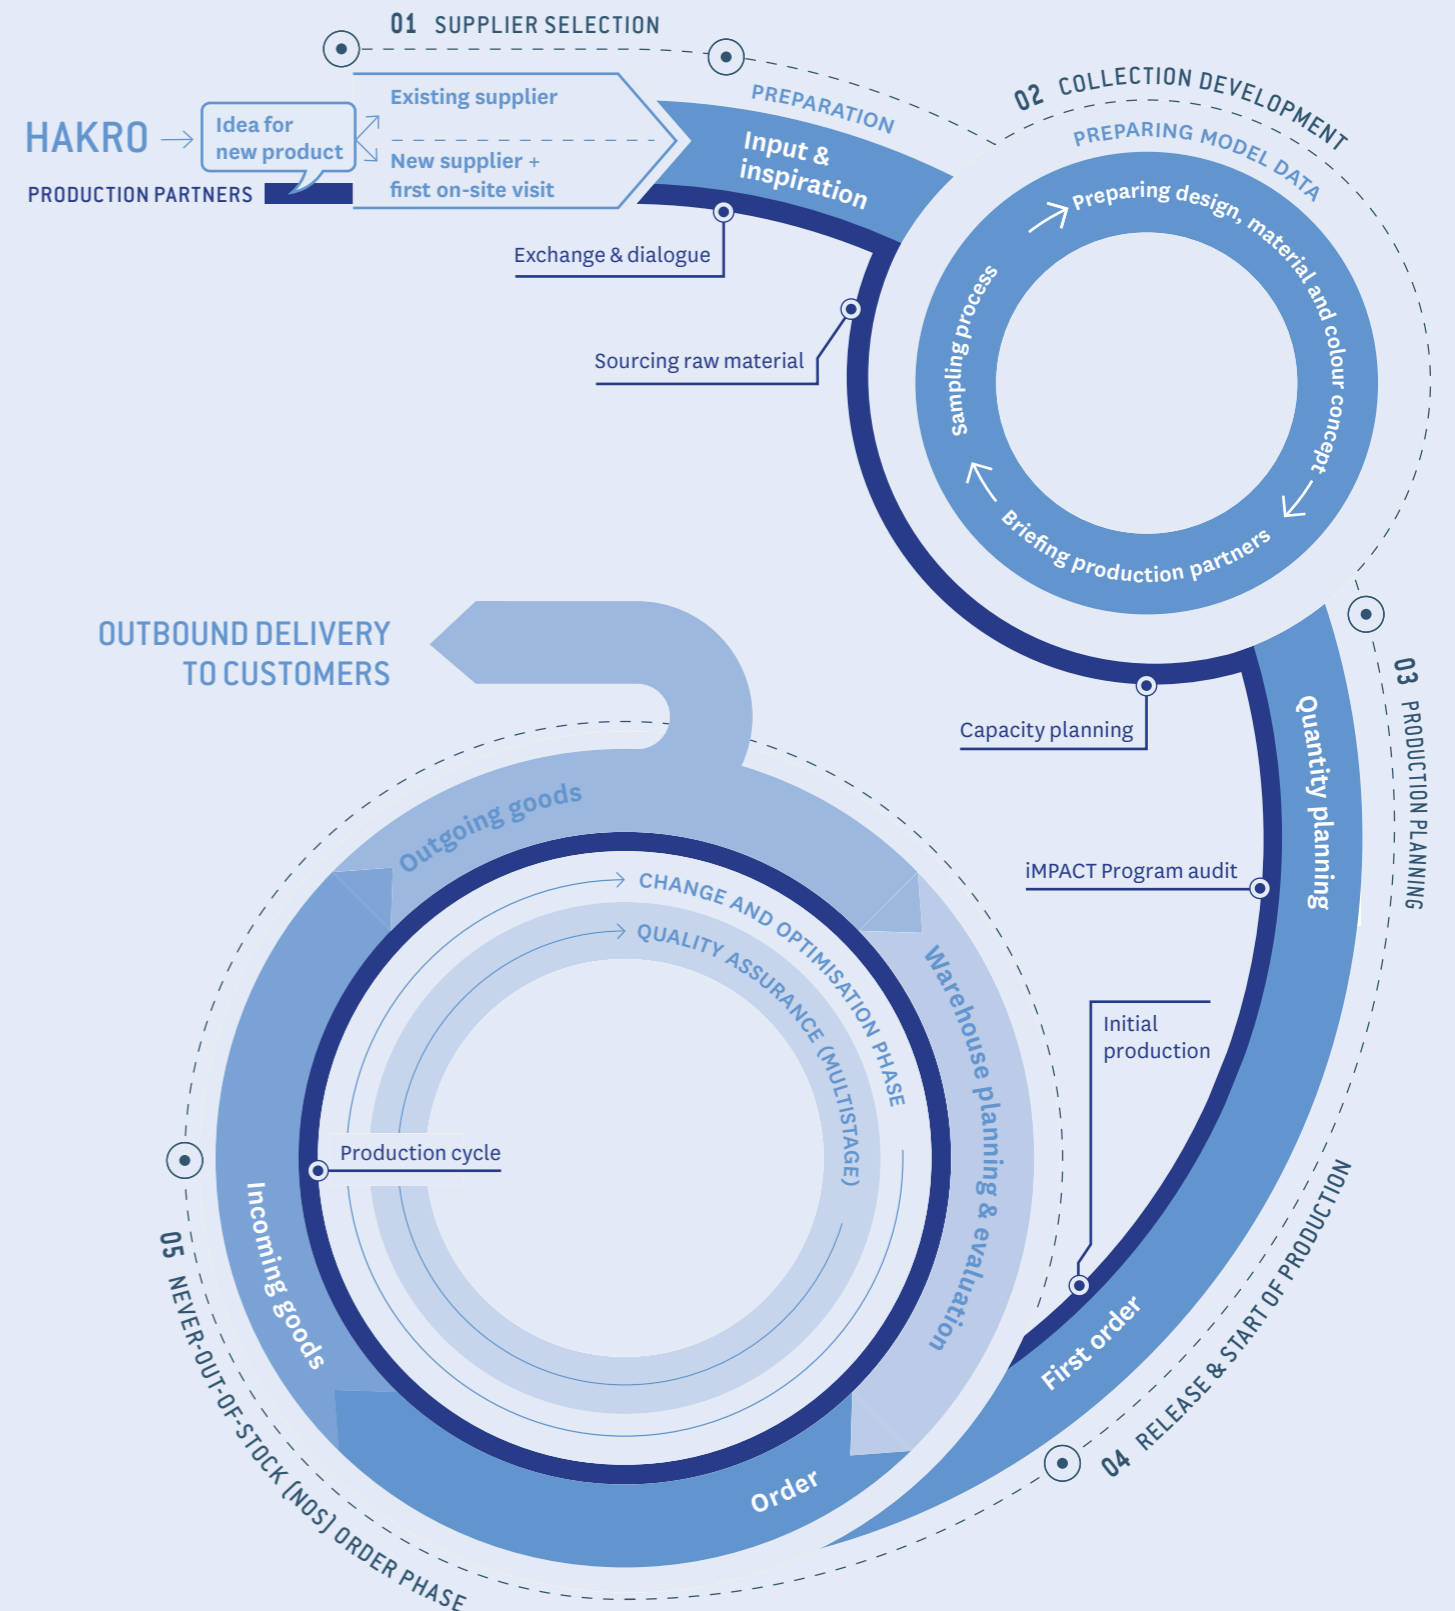 01 SUPPLIER SELECTION
HAKRO
Idea for
new product
PRODUCTION PARTNERS
Existing supplier
New supplier +
first on-site visit
PREPARATION
Input &
inspiration
Exchange & dialogue
Sourcing raw material
02 COLLECTION DEVELOPMENT
PREPARING MODEL DATA
Preparing design, material and colour concept
Briefing production partners
Sampling process
Capacity planning
03 PRODUCTION PLANNING
Quantity planning
iMPACT Program audit
Initial
production
First order
04 RELEASE & START OF PRODUCTION
OUTBOUND DELIVERY
TO CUSTOMERS
Outgoing goods
CHANGE AND OPTIMISATION PHASE
QUALITY ASSURANCE (MULTISTAGE)
Warehouse planning & evaluation
Production cycle
Incoming goods
Order
05 NEVER-OUT-OF-STOCK (NOS) ORDER PHASE